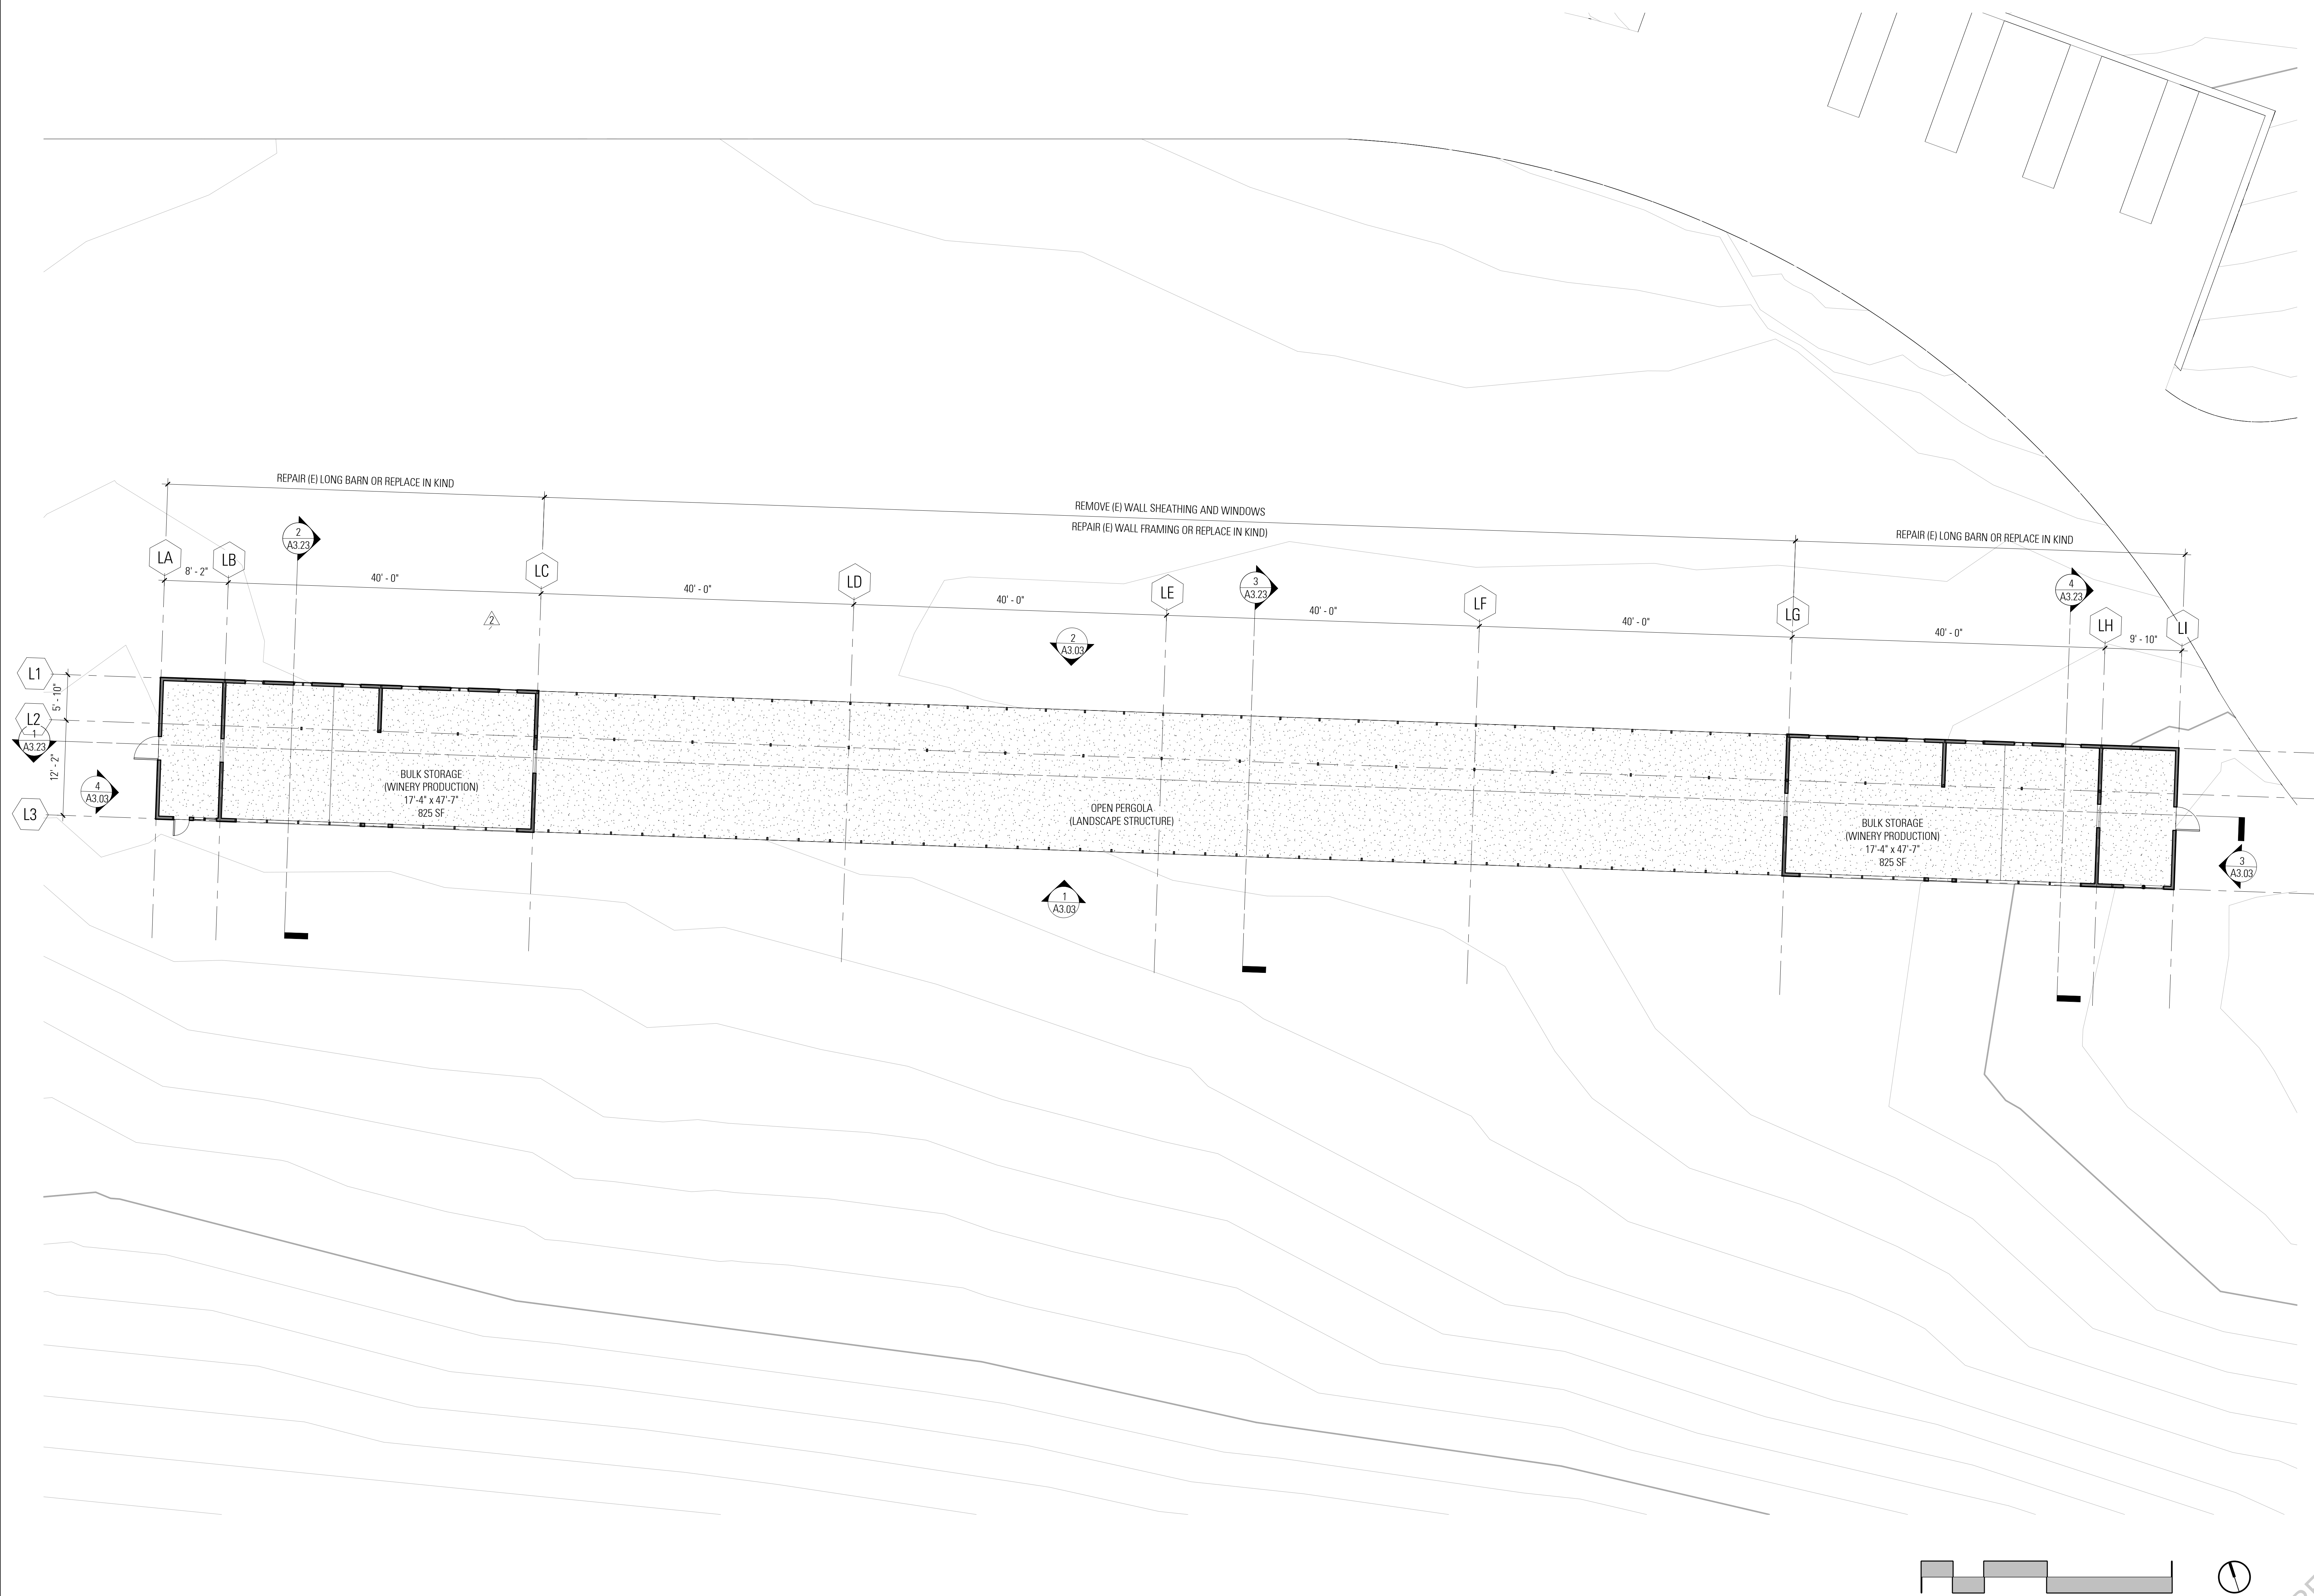 REPAIR (E) LONG BARN OR REPLACE IN KIND
REMOVE (E) WALL SHEATHING AND WINDOWS
REPAIR (E) WALL FRAMING OR REPLACE IN KIND)
REPAIR (E) LONG BARN OR REPLACE IN KIND
LA
LB
2
A3.23
LC
LD
LE
3
A3.23
LF
LG
4
A3.23
LH
LI
8' - 2"
40' - 0"
40' - 0"
40' - 0"
40' - 0"
40' - 0"
40' - 0"
9' - 10"
2
2
A3.03
L1
5' - 10"
L2
1
A3.23
12' - 2"
4
A3.03
L3
BULK STORAGE
(WINERY PRODUCTION)
17'-4" x 47'-7"
825 SF
OPEN PERGOLA
(LANDSCAPE STRUCTURE)
BULK STORAGE
(WINERY PRODUCTION)
17'-4" x 47'-7"
825 SF
3
A3.03
1
A3.03